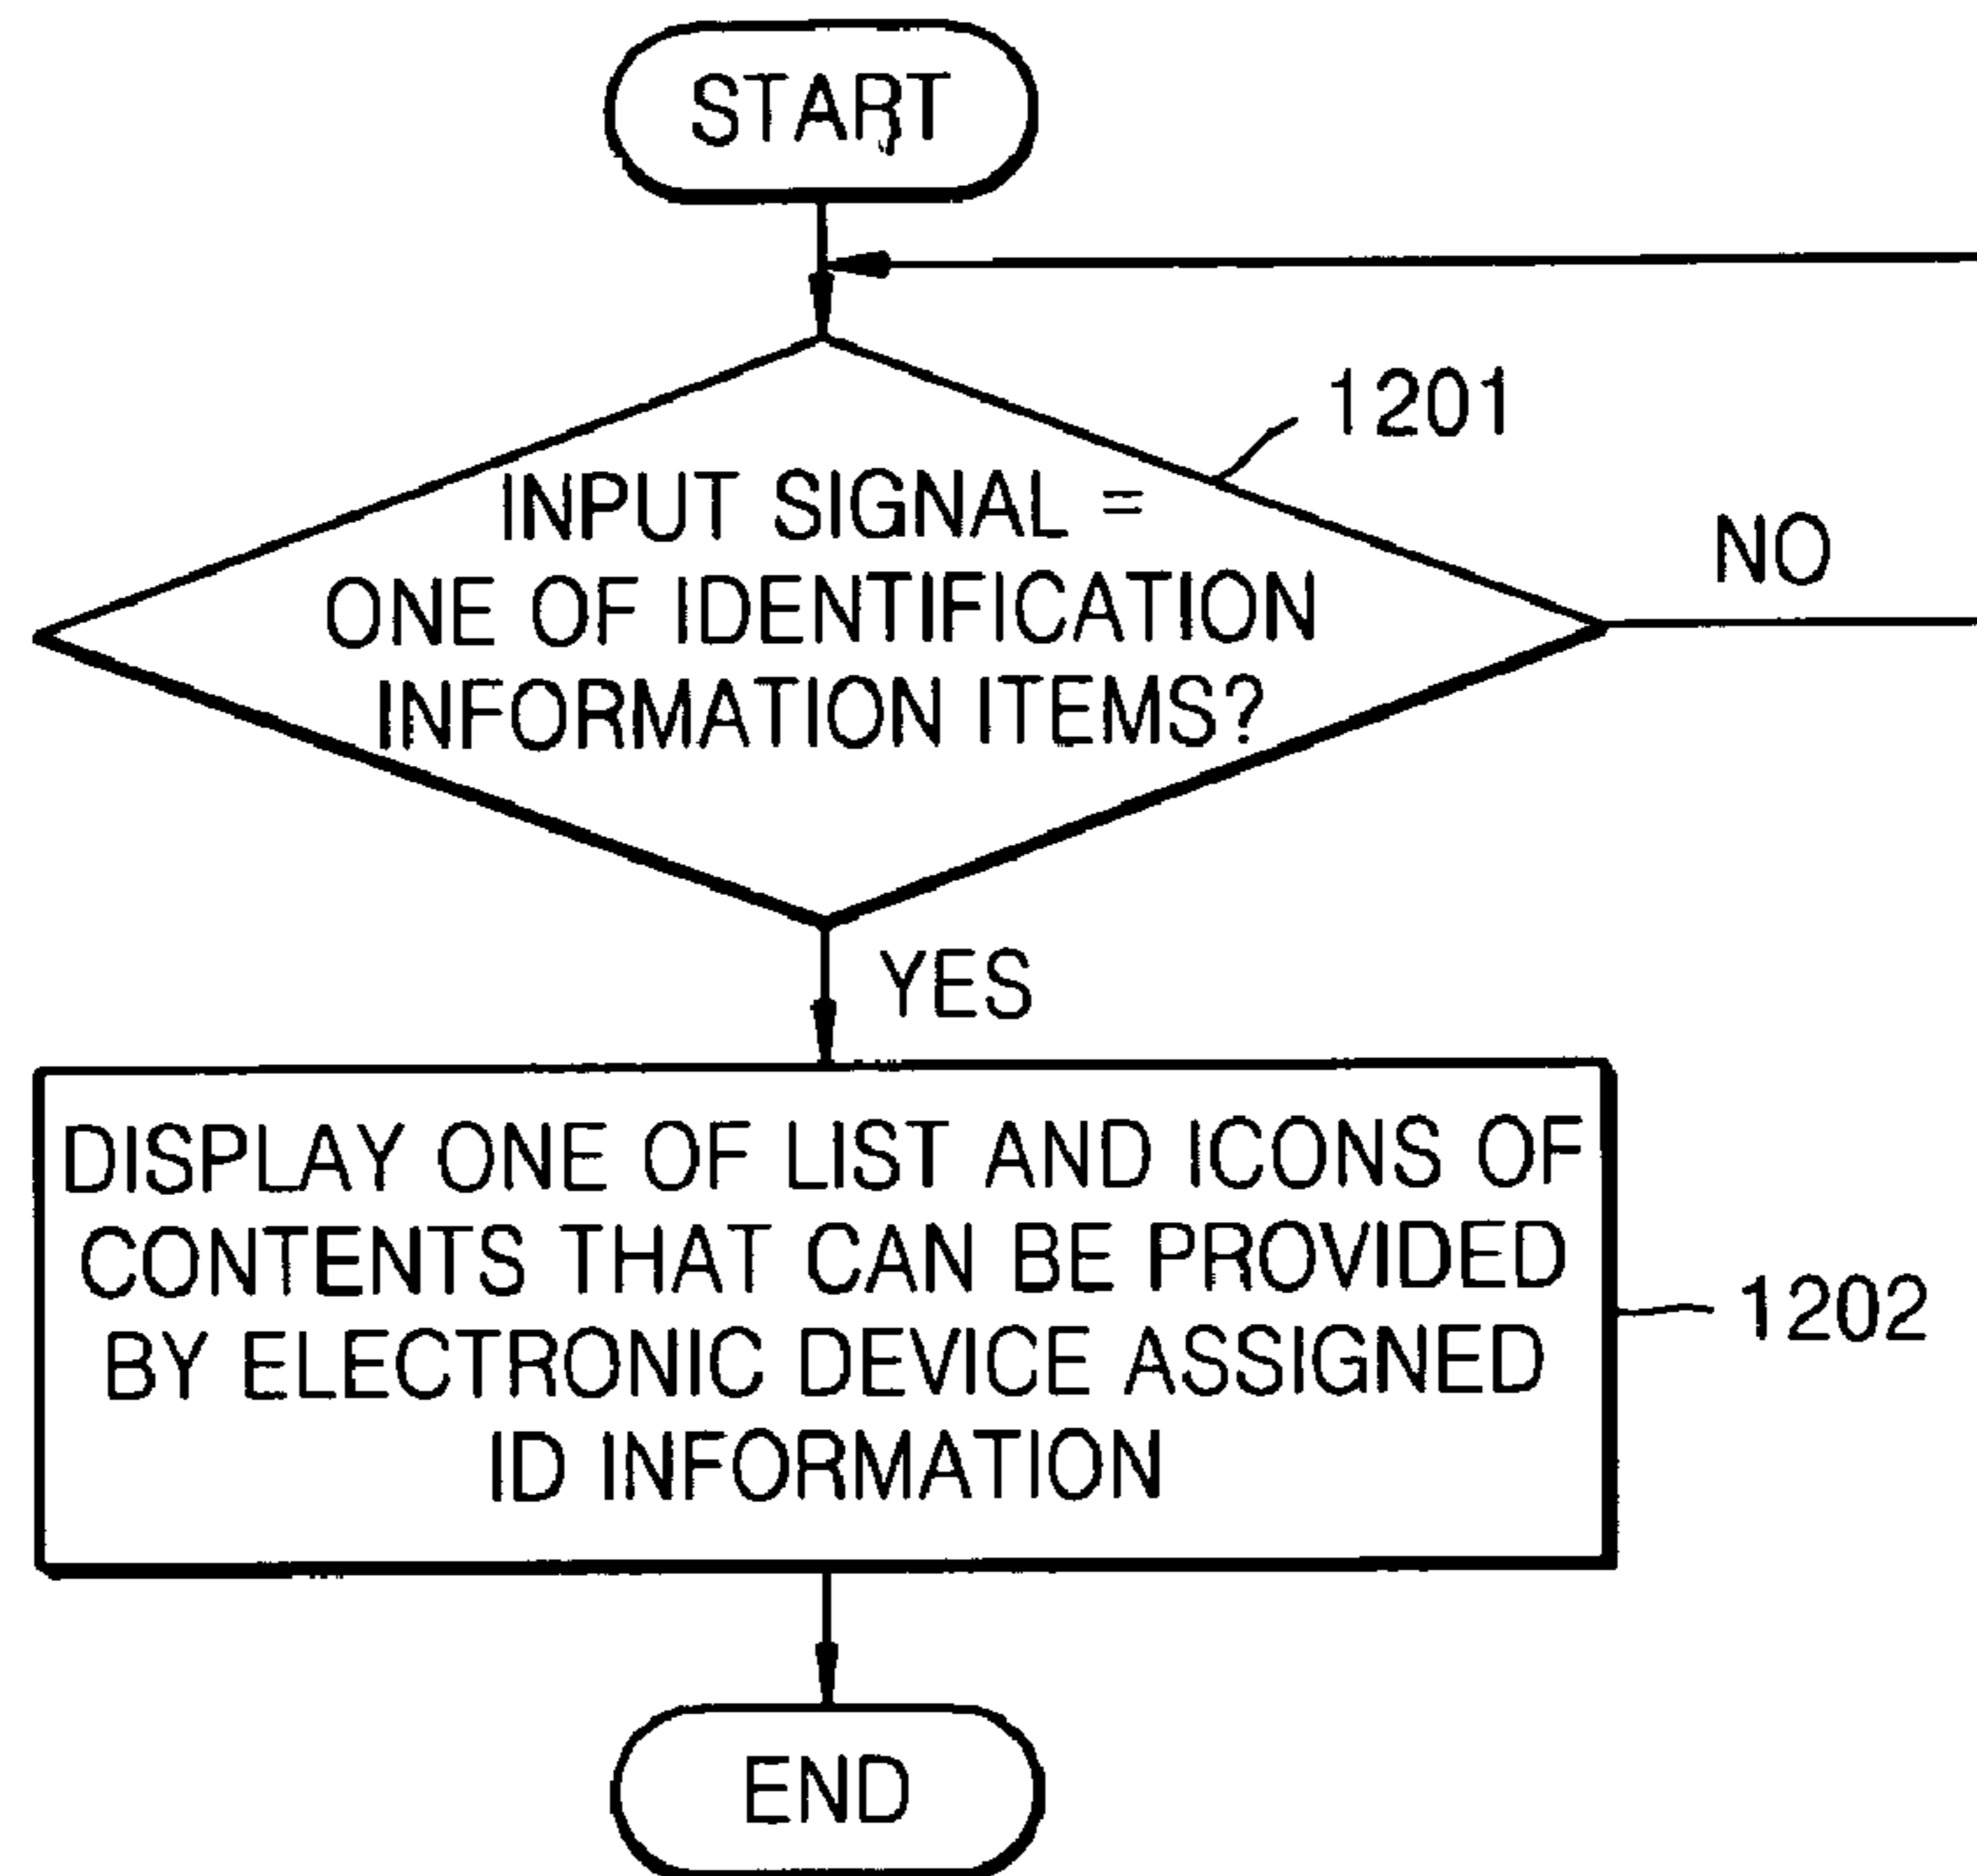 START
1201
INPUT SIGNAL =
ONE OF IDENTIFICATION
INFORMATION ITEMS?
NO
YES
DISPLAY ONE OF LIST AND ICONS OF
CONTENTS THAT CAN BE PROVIDED
BY ELECTRONIC DEVICE ASSIGNED
ID INFORMATION
1202
END